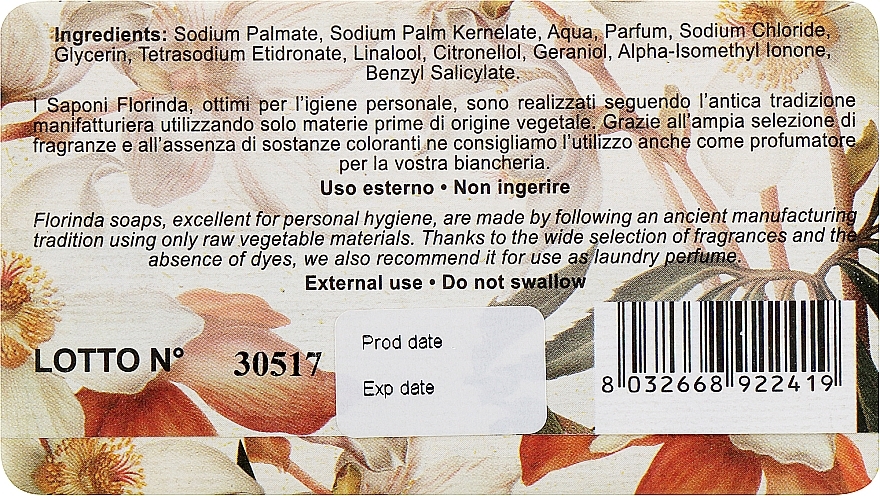 Ingredients: Sodium Palmate, Sodium Palm Kernelate, Aqua, Parfum, Sodium Chloride,
Glycerin, Tetrasodium Etidronate, Linalool, Citronellol, Geraniol, Alpha-Isomethyl Ionone,
Benzyl Salicylate.
I Saponi Florinda, ottimi per l'igiene personale, sono realizzati seguendo l'antica tradizione
manifatturiera utilizzando solo materie prime di origine vegetale. Grazie all'ampia selezione di
fragranze e all'assenza di sostanze coloranti ne consigliamo l'utilizzo anche come profumatore
per la vostra biancheria.
Uso esterno • Non ingerire
Florinda soaps, excellent for personal hygiene, are made by following an ancient manufacturing
tradition using only raw vegetable materials. Thanks to the wide selection of fragrances and the
absence of dyes, we also recommend it for use as laundry perfume.
External use • Do not swallow
LOTTO N° 30517
Prod date
Exp date
8 032668 922419